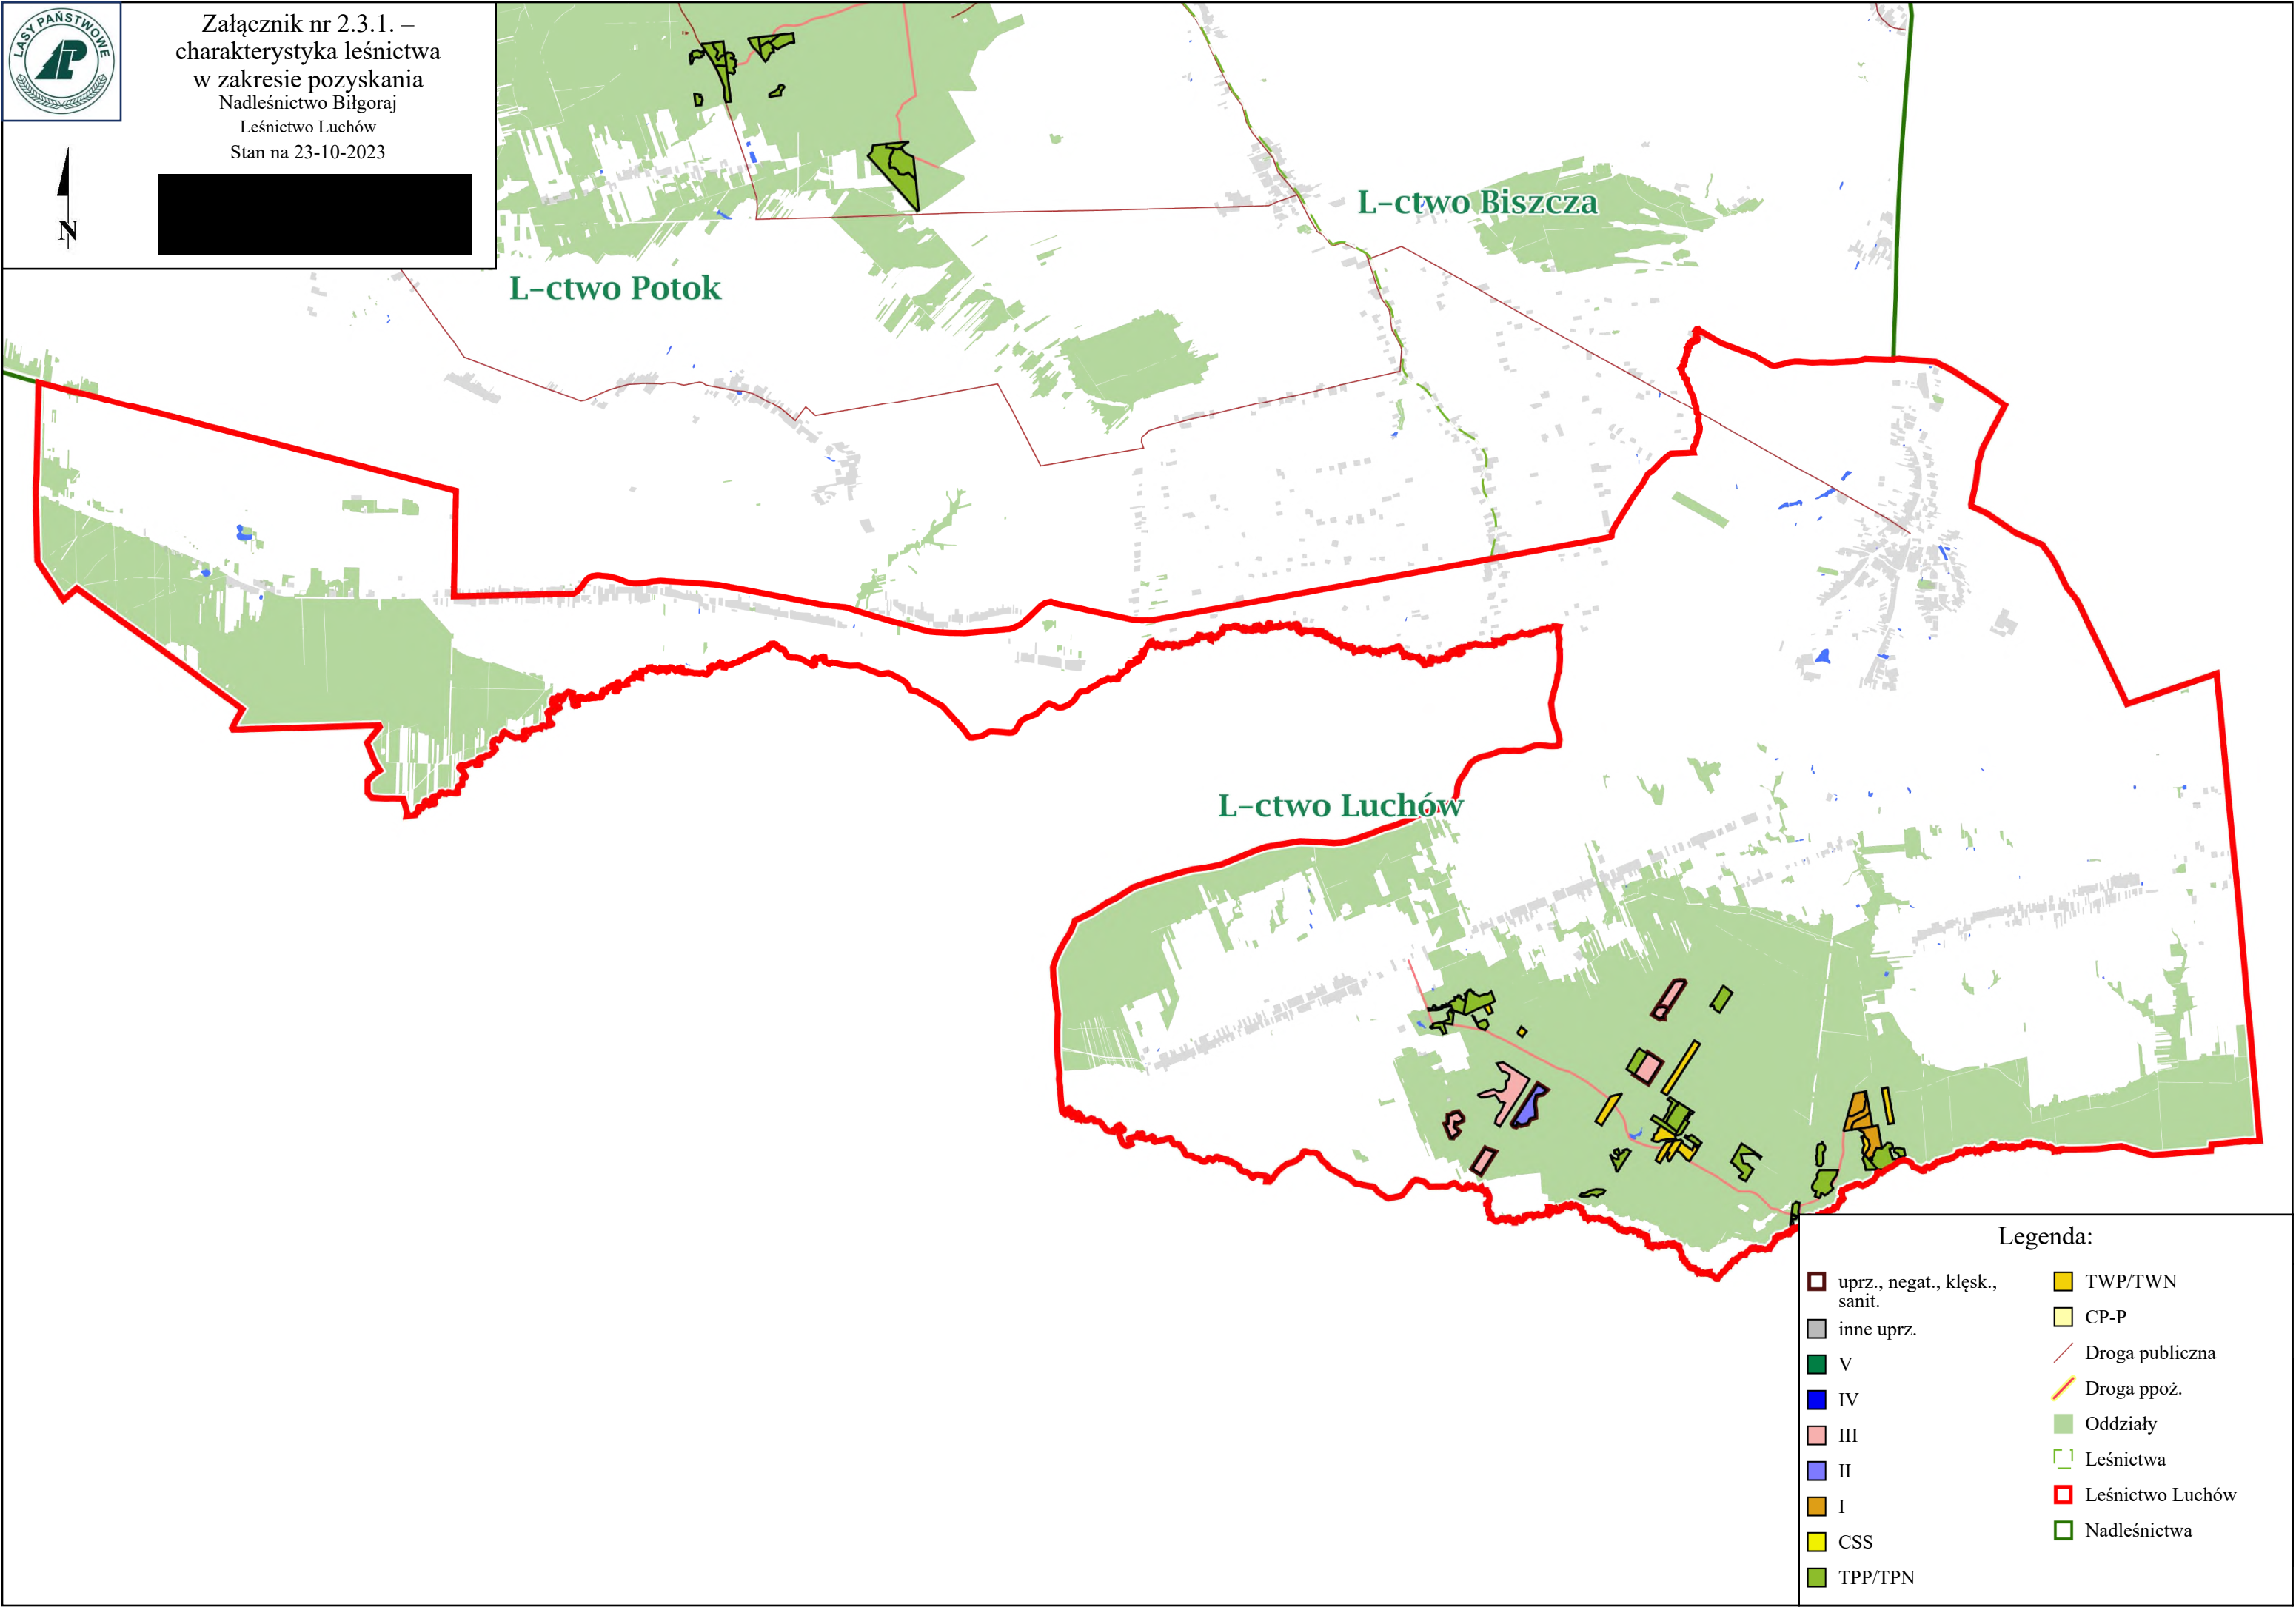 LASY PAŃSTWOWE
Załącznik nr 2.3.1. –
charakterystyka leśnictwa
w zakresie pozyskania
Nadleśnictwo Biłgoraj
Leśnictwo Luchów
Stan na 23-10-2023
N
L-ctwo Biszcza
L-ctwo Potok
L-ctwo Luchów
Legenda:
uprz., negat., klęsk.,
sanit.
inne uprz.
V
IV
III
II
I
CSS
TPP/TPN
TWP/TWN
CP-P
Droga publiczna
Droga ppoż.
Oddziały
Leśnictwa
Leśnictwo Luchów
Nadleśnictwa